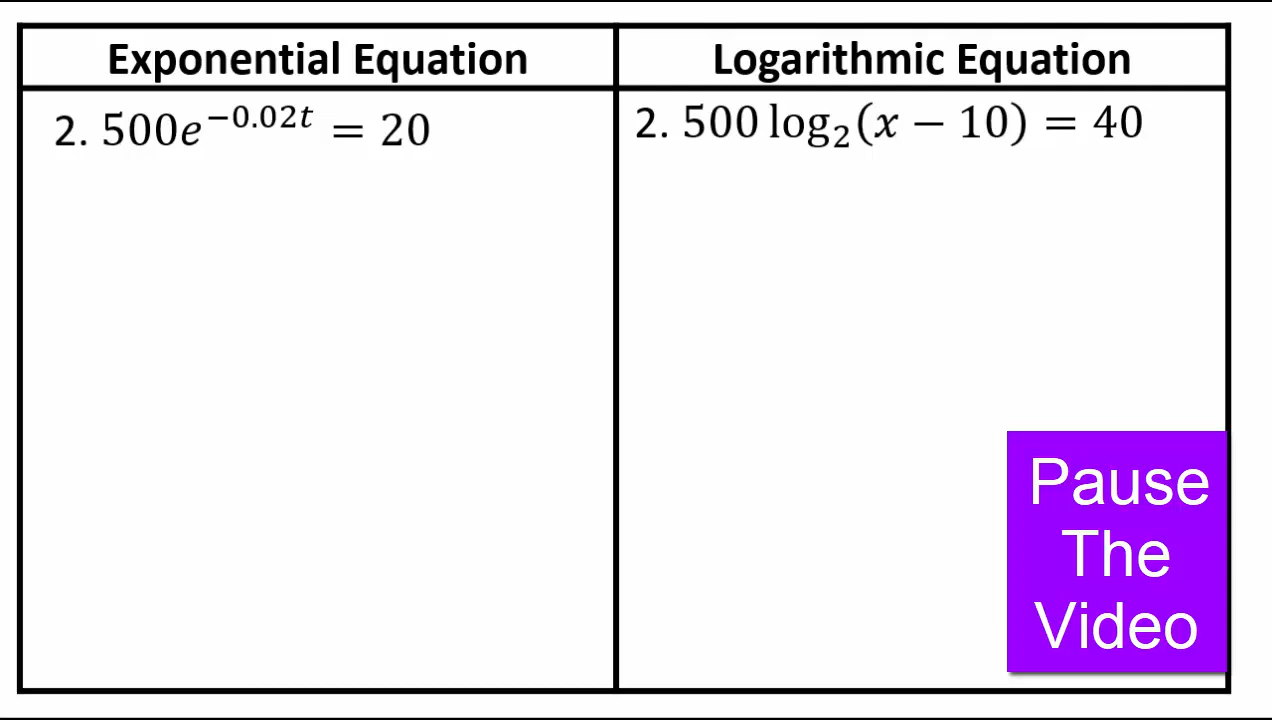 Exponential Equation
Logarithmic Equation
2. 500e^{−0.02t} = 20
2. 500 log₂(x − 10) = 40
Pause
The
Video